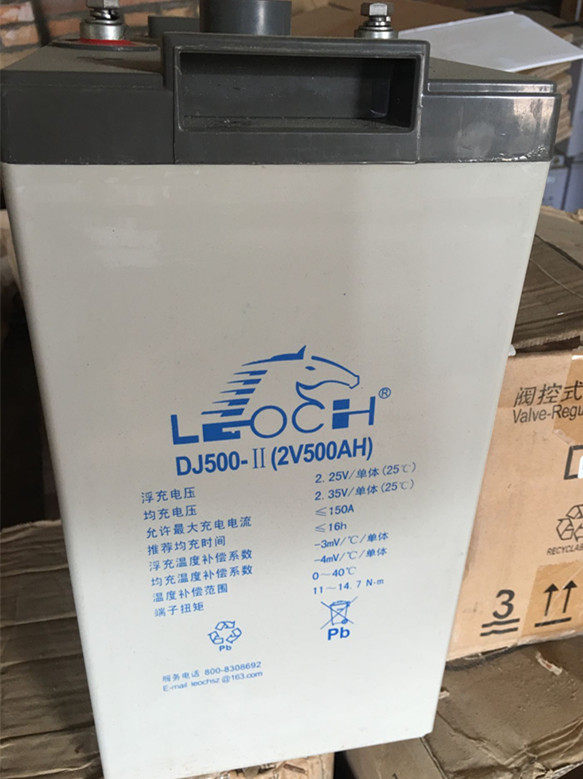 LEOCH®
DJ500-II(2V500AH)
浮充电压 2.25V/单体(25℃)
均充电压 2.35V/单体(25℃)
允许最大充电电流 ≤150A
推荐均充时间 ≤16h
浮充温度补偿系数 -3mV/℃/单体
均充温度补偿系数 -4mV/℃/单体
温度补偿范围 0～40℃
端子扭矩 11～14.7 N-m
Pb
Pb
服务电话 800-8308692
E-mail leochsz@163.com
阀控式
Valve-Regu
RECYCLA
3